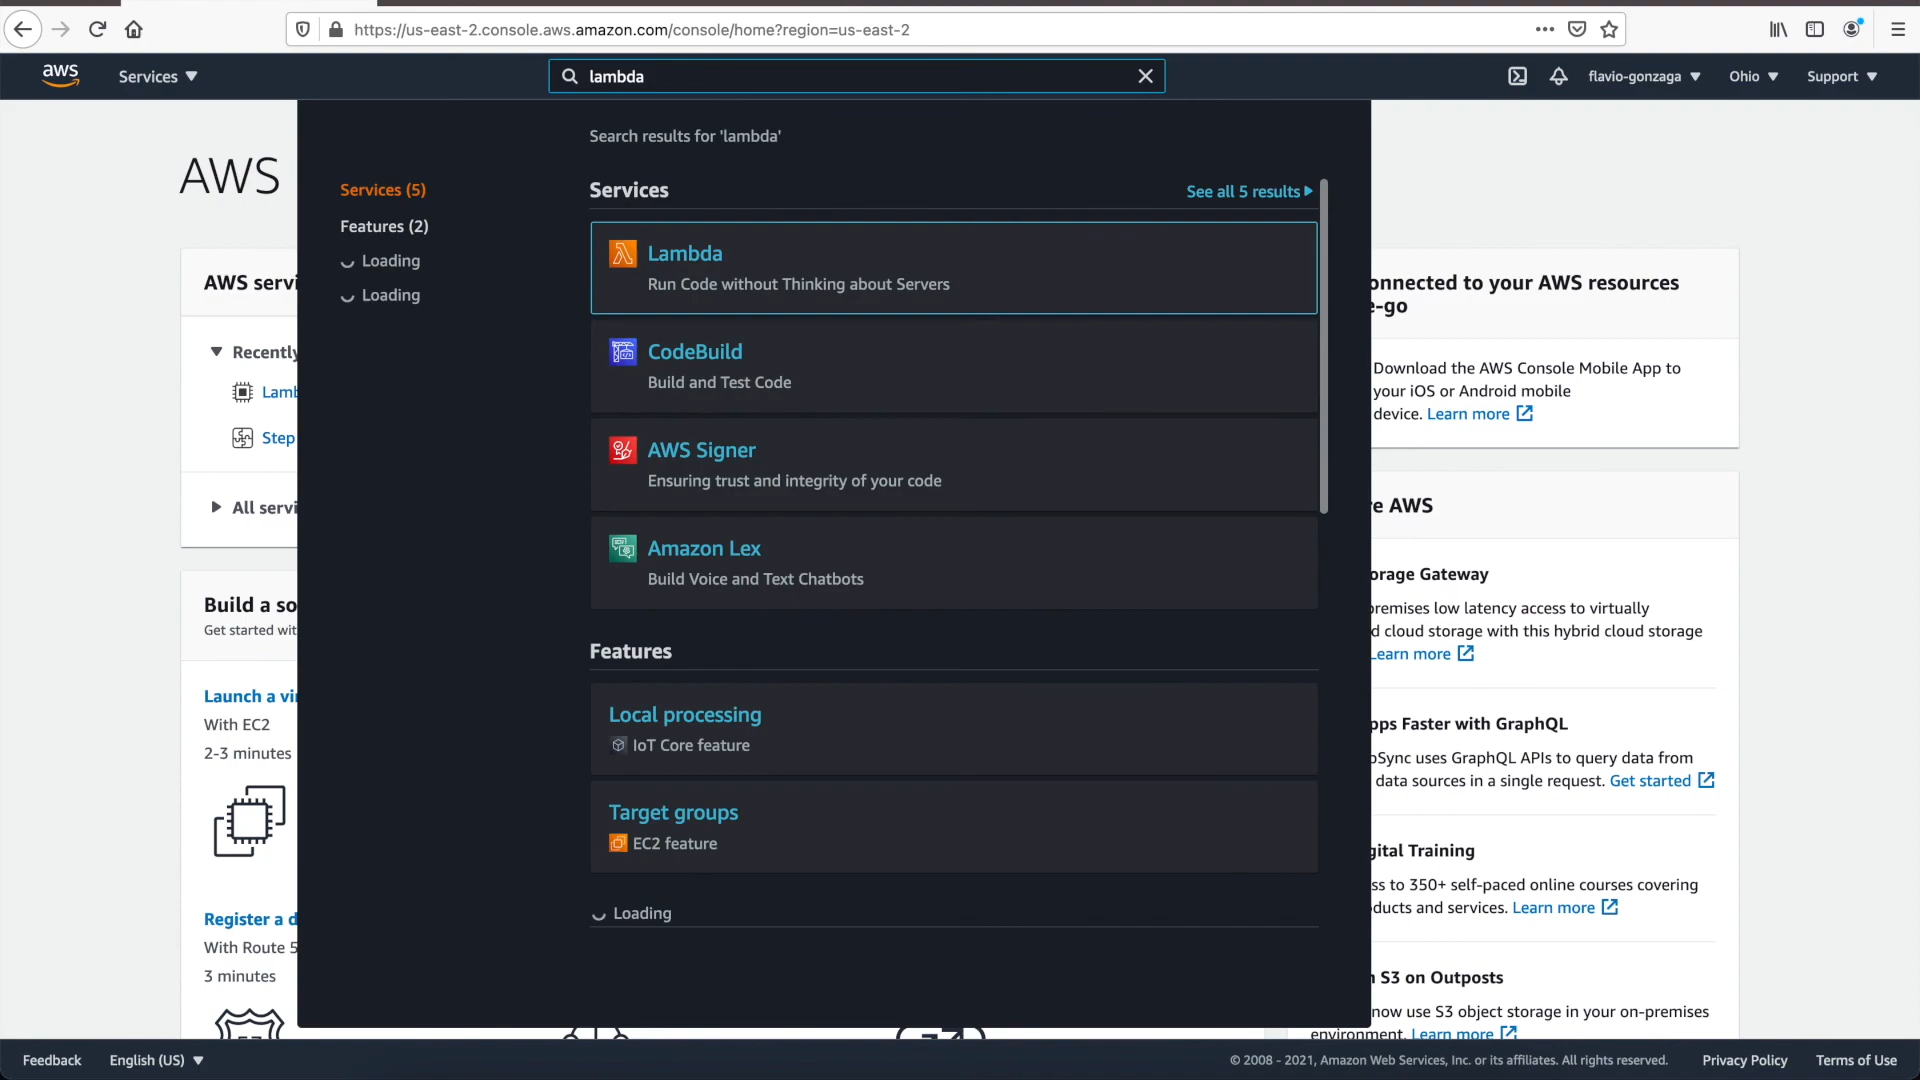 https://us-east-2.console.aws.amazon.com/console/home?region=us-east-2
aws
Services
lambda
flavio-gonzaga
Ohio
Support
AWS
Search results for 'lambda'
Services (5)
Features (2)
Loading
Loading
Services
See all 5 results
Lambda
Run Code without Thinking about Servers
CodeBuild
Build and Test Code
AWS Signer
Ensuring trust and integrity of your code
Amazon Lex
Build Voice and Text Chatbots
Features
Local processing
IoT Core feature
Target groups
EC2 feature
Loading
AWS servi
Recently
Lamb
Step
All servi
Build a so
Get started wit
Launch a vi
With EC2
2-3 minutes
Register a d
With Route 5
3 minutes
onnected to your AWS resources
e-go
Download the AWS Console Mobile App to
your iOS or Android mobile
device. Learn more
e AWS
orage Gateway
premises low latency access to virtually
d cloud storage with this hybrid cloud storage
Learn more
pps Faster with GraphQL
Sync uses GraphQL APIs to query data from
data sources in a single request. Get started
gital Training
ss to 350+ self-paced online courses covering
ducts and services. Learn more
S3 on Outposts
now use S3 object storage in your on-premises
environment. Learn more
Feedback
English (US)
© 2008 - 2021, Amazon Web Services, Inc. or its affiliates. All rights reserved.
Privacy Policy
Terms of Use